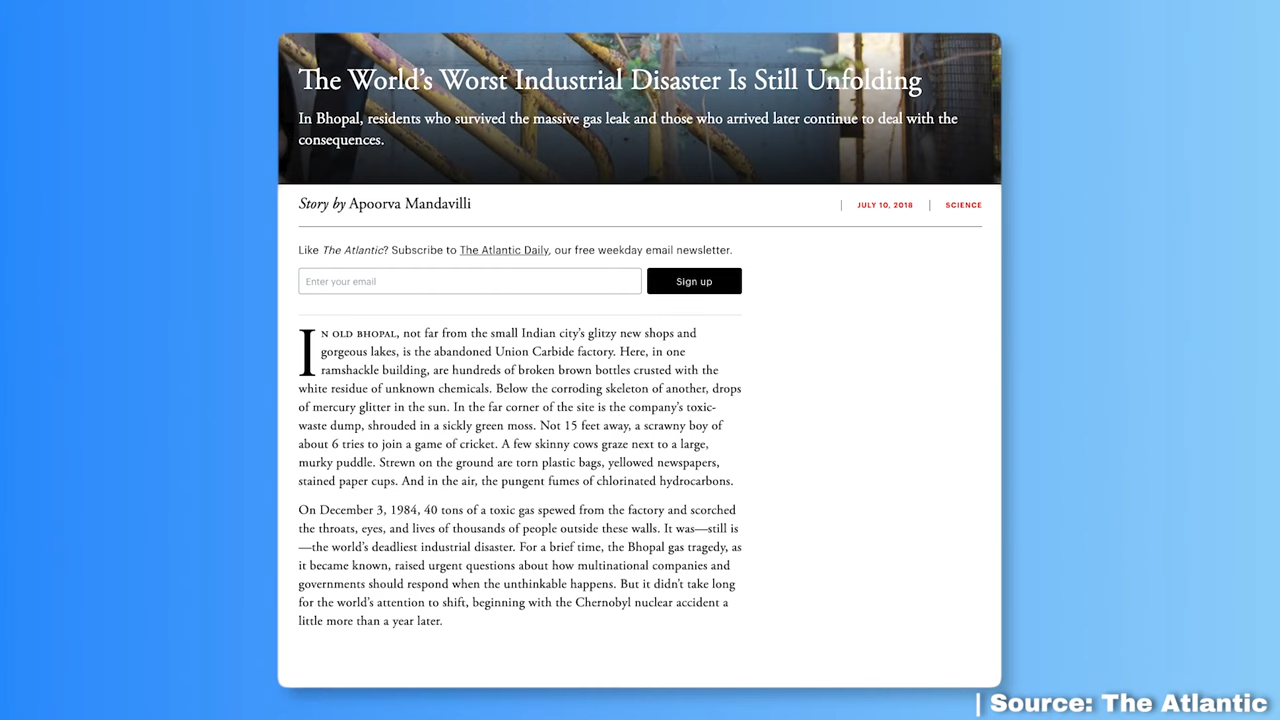 The World's Worst Industrial Disaster Is Still Unfolding
In Bhopal, residents who survived the massive gas leak and those who arrived later continue to deal with the
consequences.
Story by Apoorva Mandavilli | JULY 10, 2018 | SCIENCE
Like The Atlantic? Subscribe to The Atlantic Daily, our free weekday email newsletter.
Enter your email Sign up
IN OLD BHOPAL, not far from the small Indian city's glitzy new shops and
gorgeous lakes, is the abandoned Union Carbide factory. Here, in one
ramshackle building, are hundreds of broken brown bottles crusted with the
white residue of unknown chemicals. Below the corroding skeleton of another, drops
of mercury glitter in the sun. In the far corner of the site is the company's toxic-
waste dump, shrouded in a sickly green moss. Not 15 feet away, a scrawny boy of
about 6 tries to join a game of cricket. A few skinny cows graze next to a large,
murky puddle. Strewn on the ground are torn plastic bags, yellowed newspapers,
stained paper cups. And in the air, the pungent fumes of chlorinated hydrocarbons.
On December 3, 1984, 40 tons of a toxic gas spewed from the factory and scorched
the throats, eyes, and lives of thousands of people outside these walls. It was—still is
—the world's deadliest industrial disaster. For a brief time, the Bhopal gas tragedy, as
it became known, raised urgent questions about how multinational companies and
governments should respond when the unthinkable happens. But it didn't take long
for the world's attention to shift, beginning with the Chernobyl nuclear accident a
little more than a year later.
| Source: The Atlantic